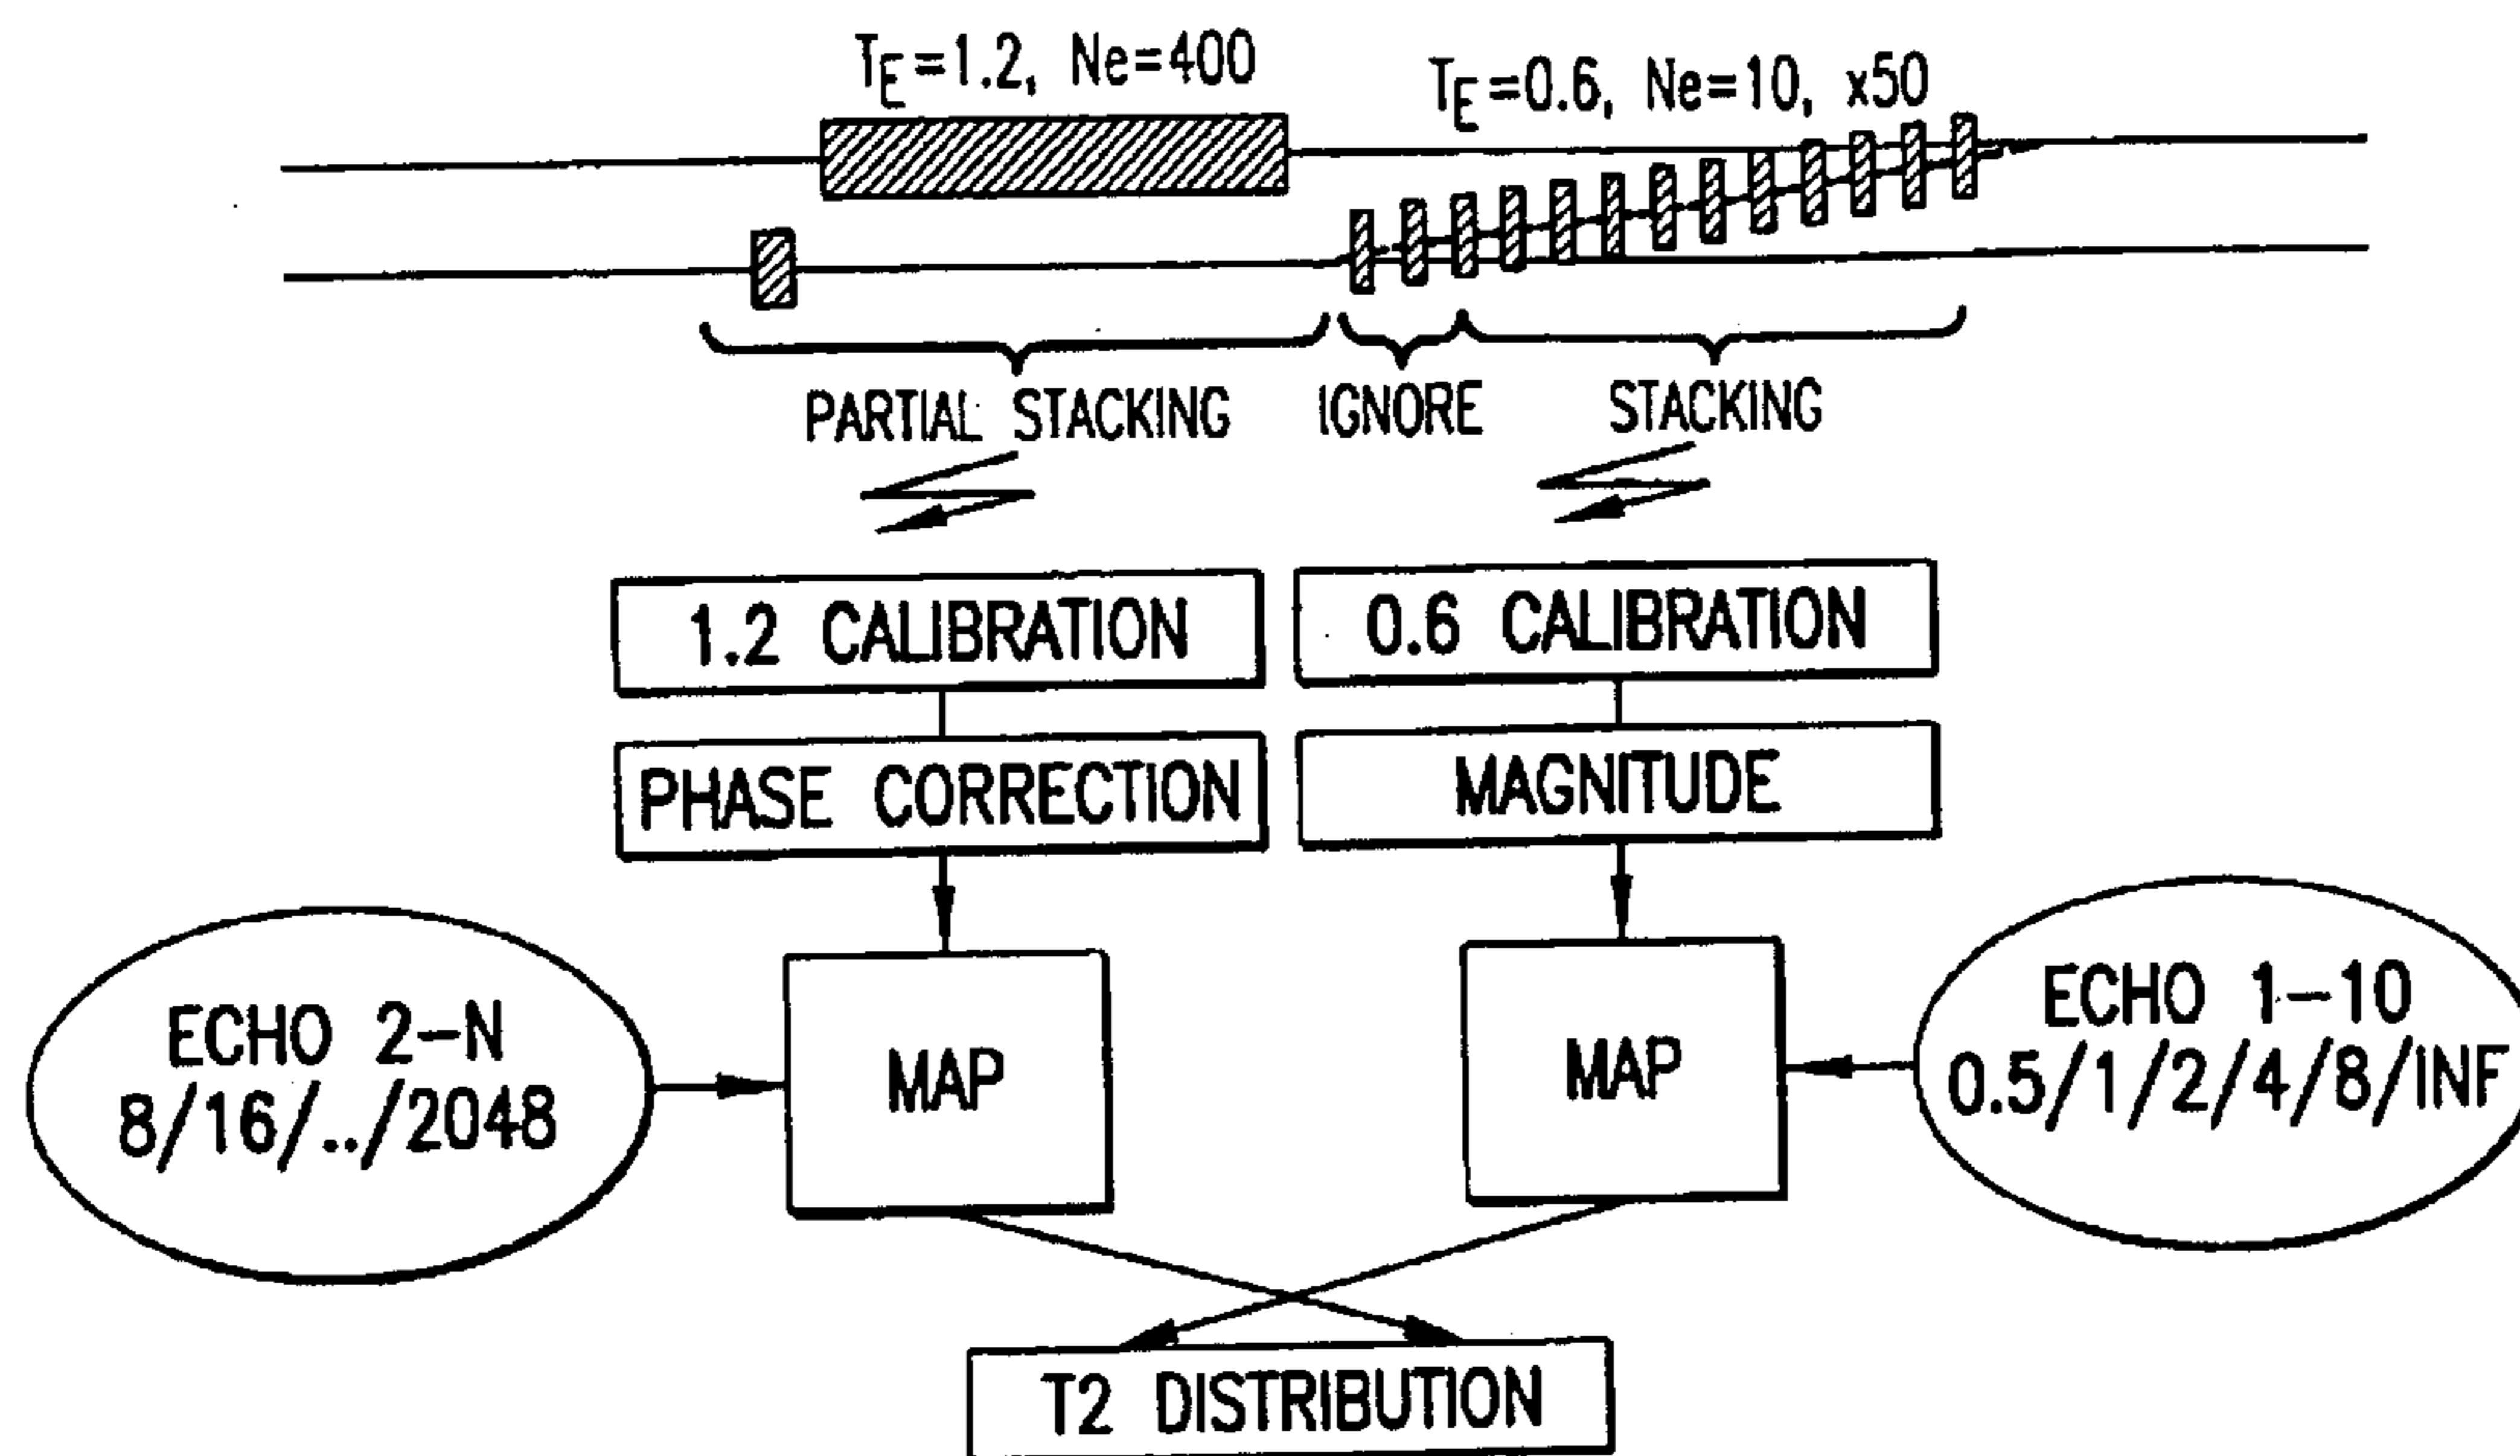 TE=1.2, Ne=400
TE=0.6, Ne=10, x50
PARTIAL STACKING
IGNORE
STACKING
1.2 CALIBRATION
0.6 CALIBRATION
PHASE CORRECTION
MAGNITUDE
ECHO 2-N
8/16/../2048
MAP
MAP
ECHO 1-10
0.5/1/2/4/8/INF
T2 DISTRIBUTION